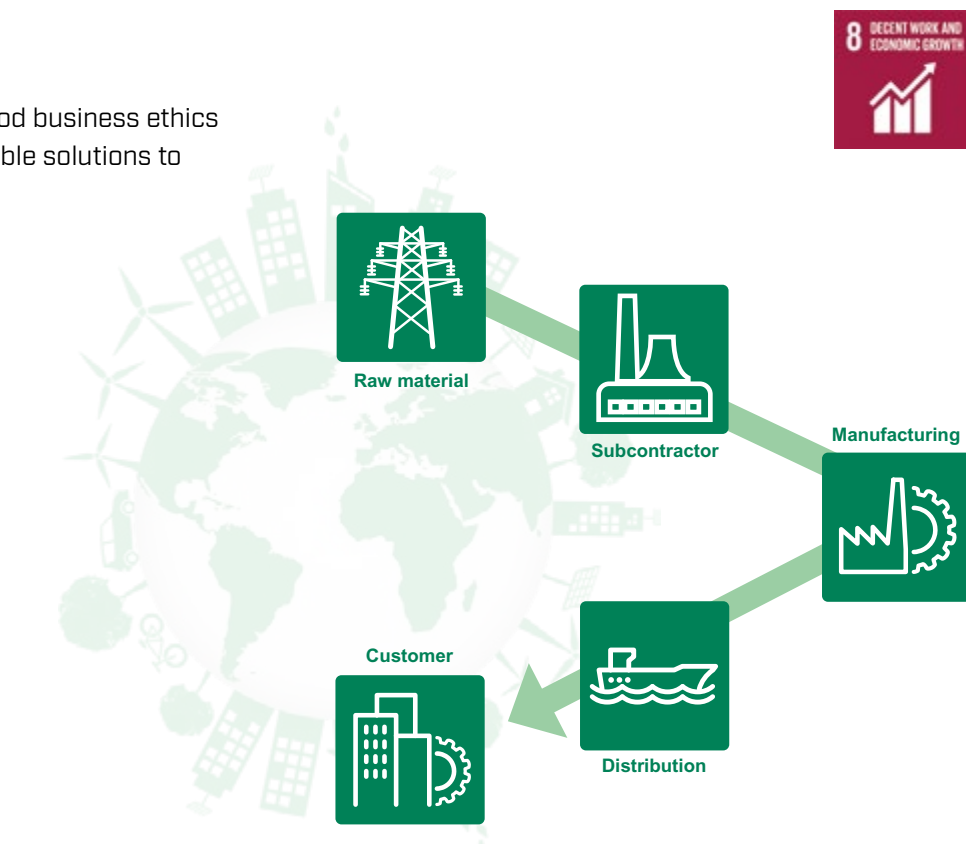 8 DECENT WORK AND
ECONOMIC GROWTH
od business ethics
ble solutions to
Raw material
Subcontractor
Manufacturing
Customer
Distribution